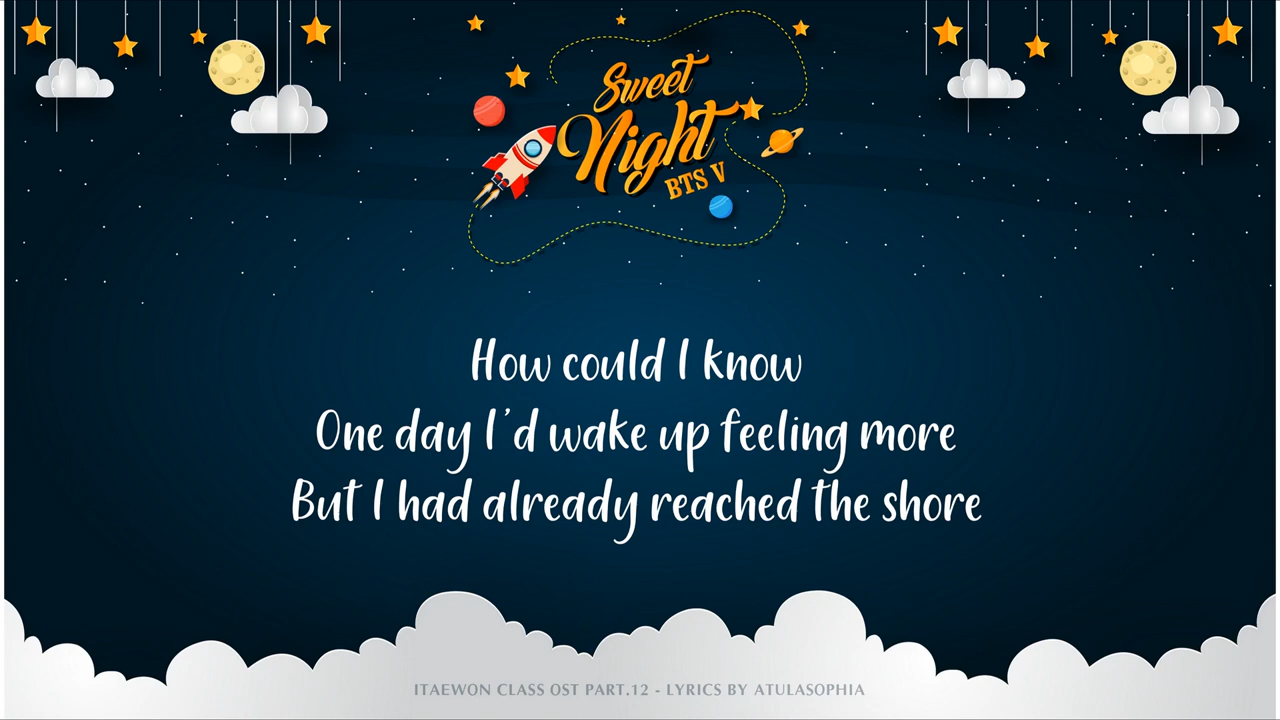 Sweet
Night
BTS V
How could I know
One day I'd wake up feeling more
But I had already reached the shore
ITAEWON CLASS OST PART.12 - LYRICS BY ATULASOPHIA